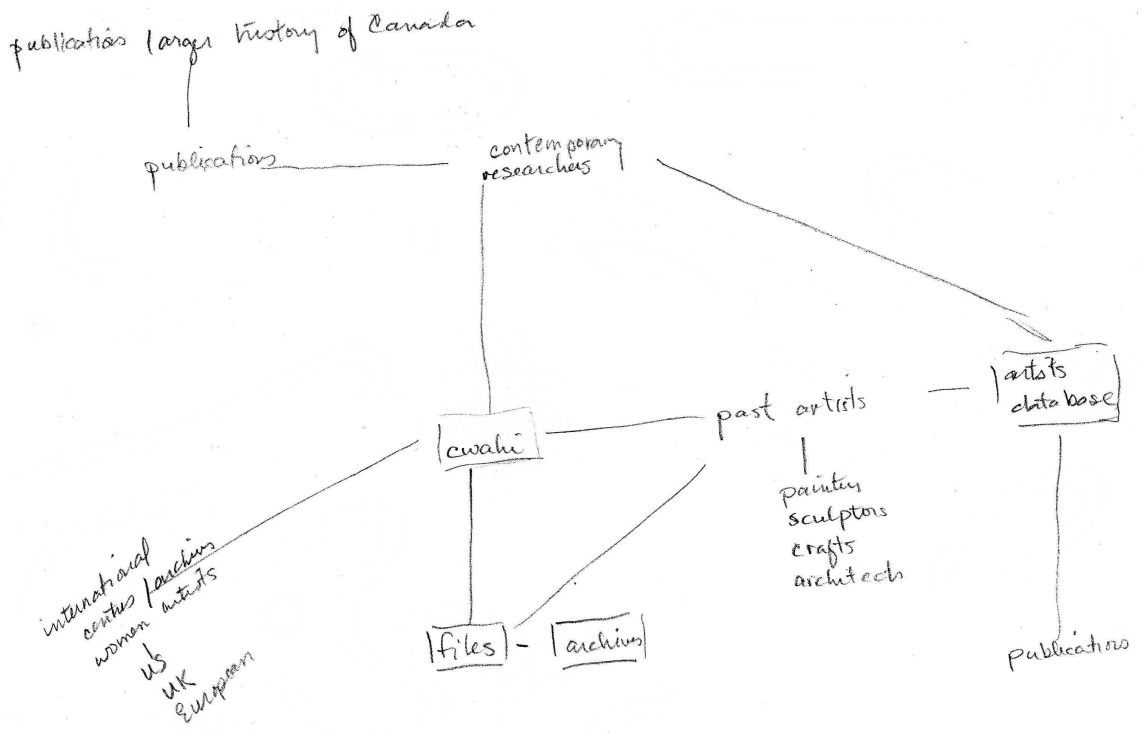 publications larger history of Canada
publications
contemporary
researchers
artists
database
past artists
cwahi
painters
sculptors
crafts
architects
international
centres / archives
women artists
US
UK
European
files - archives
publications